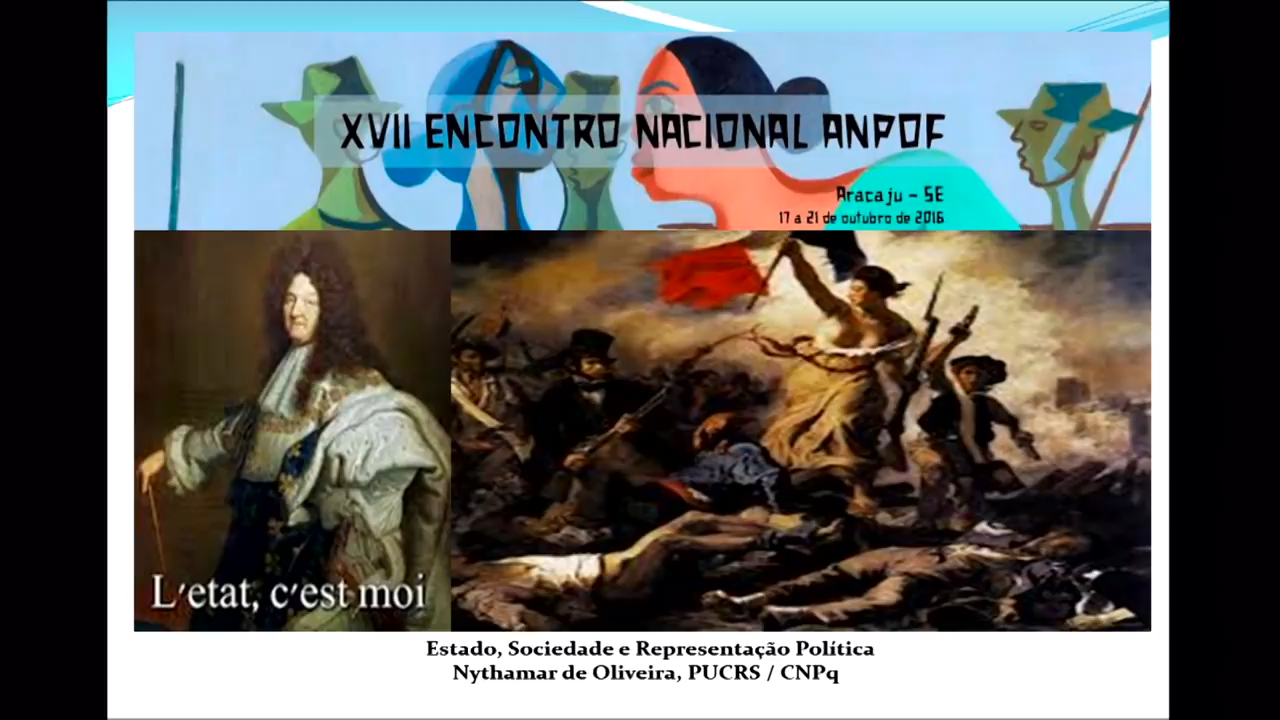 XVII ENCONTRO NACIONAL ANPOF
Aracaju - SE
17 a 21 de outubro de 2016
L'etat, c'est moi
Estado, Sociedade e Representação Política
Nythamar de Oliveira, PUCRS / CNPq